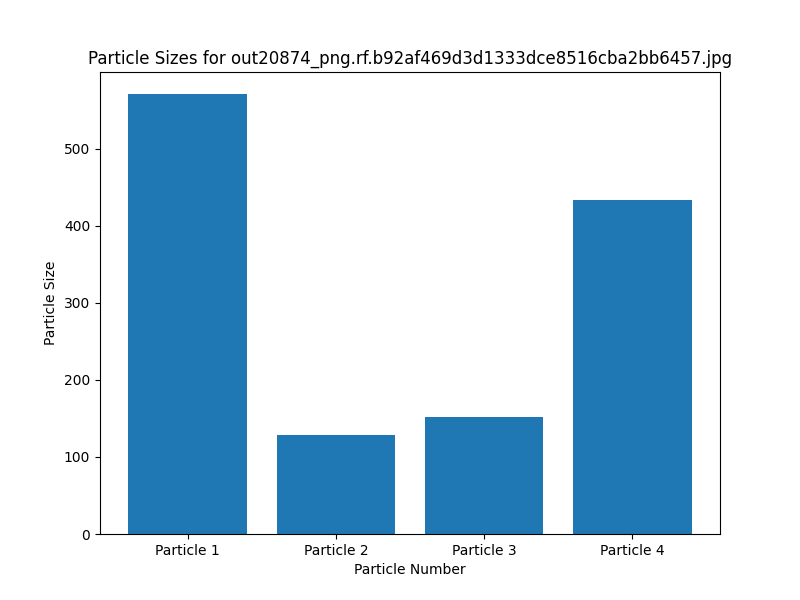 Particle Sizes for out20874_png.rf.b92af469d3d1333dce8516cba2bb6457.jpg
500
400
300
200
100
0
Particle Size
Particle 1 Particle 2 Particle 3 Particle 4
Particle Number